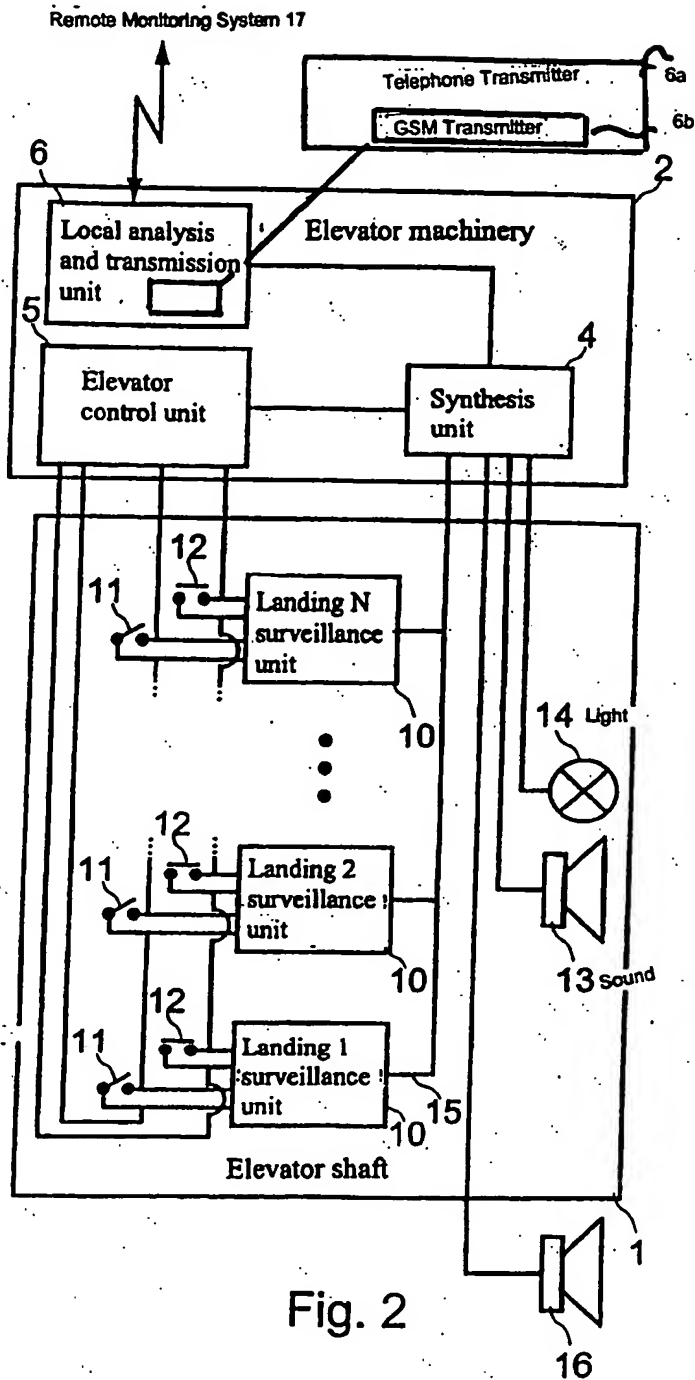 Remote Monitoring System 17
Telephone Transmitter
6a
GSM Transmitter
6b
2
6
Local analysis
and transmission
unit
Elevator machinery
5
Elevator
control unit
4
Synthesis
unit
12
11
Landing N
surveillance
unit
10
14 Light
12
11
Landing 2
surveillance
unit
10
13 Sound
12
11
Landing 1
surveillance
unit
10
15
Elevator shaft
1
16
Fig. 2